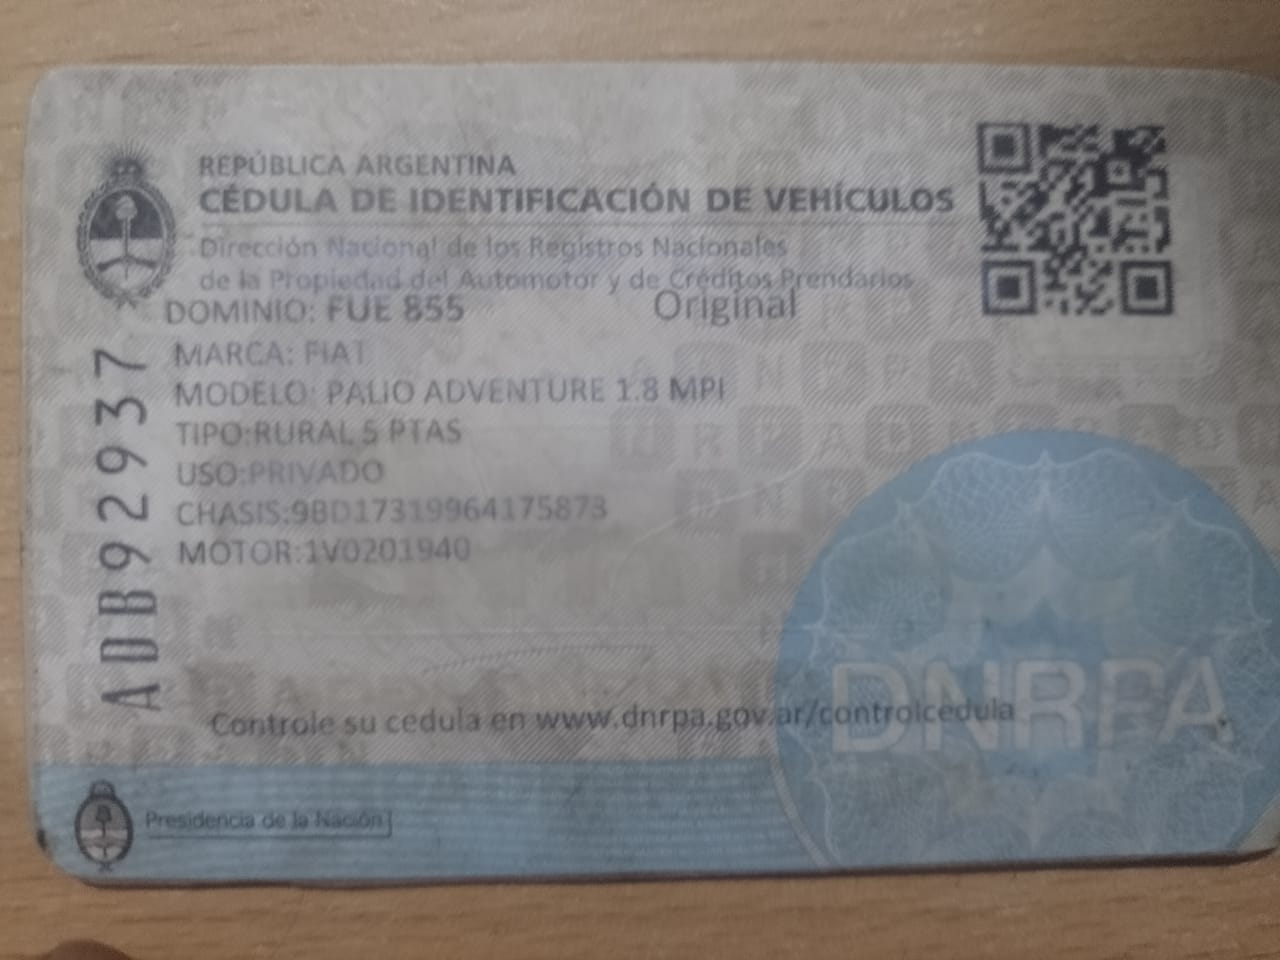 REPÚBLICA ARGENTINA
CÉDULA DE IDENTIFICACIÓN DE VEHÍCULOS
Dirección Nacional de los Registros Nacionales
de la Propiedad del Automotor y de Créditos Prendarios
DOMINIO: FUE 855 Original
MARCA: FIAT
MODELO: PALIO ADVENTURE 1.8 MPI
TIPO:RURAL 5 PTAS
USO:PRIVADO
CHASIS:9BD17319964175873
MOTOR:1V0201940
ADB92937
Controle su cedula en www.dnrpa.gov.ar/controlcedula
DNRPA
Presidencia de la Nación